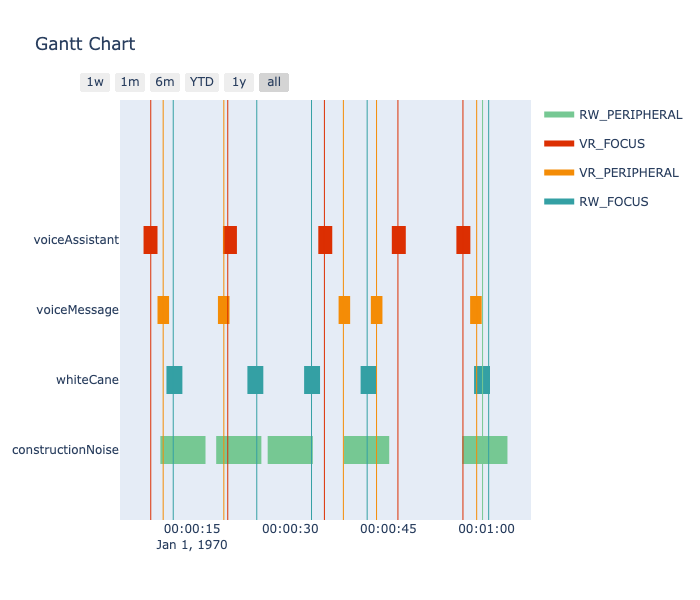 Gantt Chart
1w 1m 6m YTD 1y all
RW_PERIPHERAL
VR_FOCUS
VR_PERIPHERAL
RW_FOCUS
voiceAssistant
voiceMessage
whiteCane
constructionNoise
00:00:15 00:00:30 00:00:45 00:01:00
Jan 1, 1970